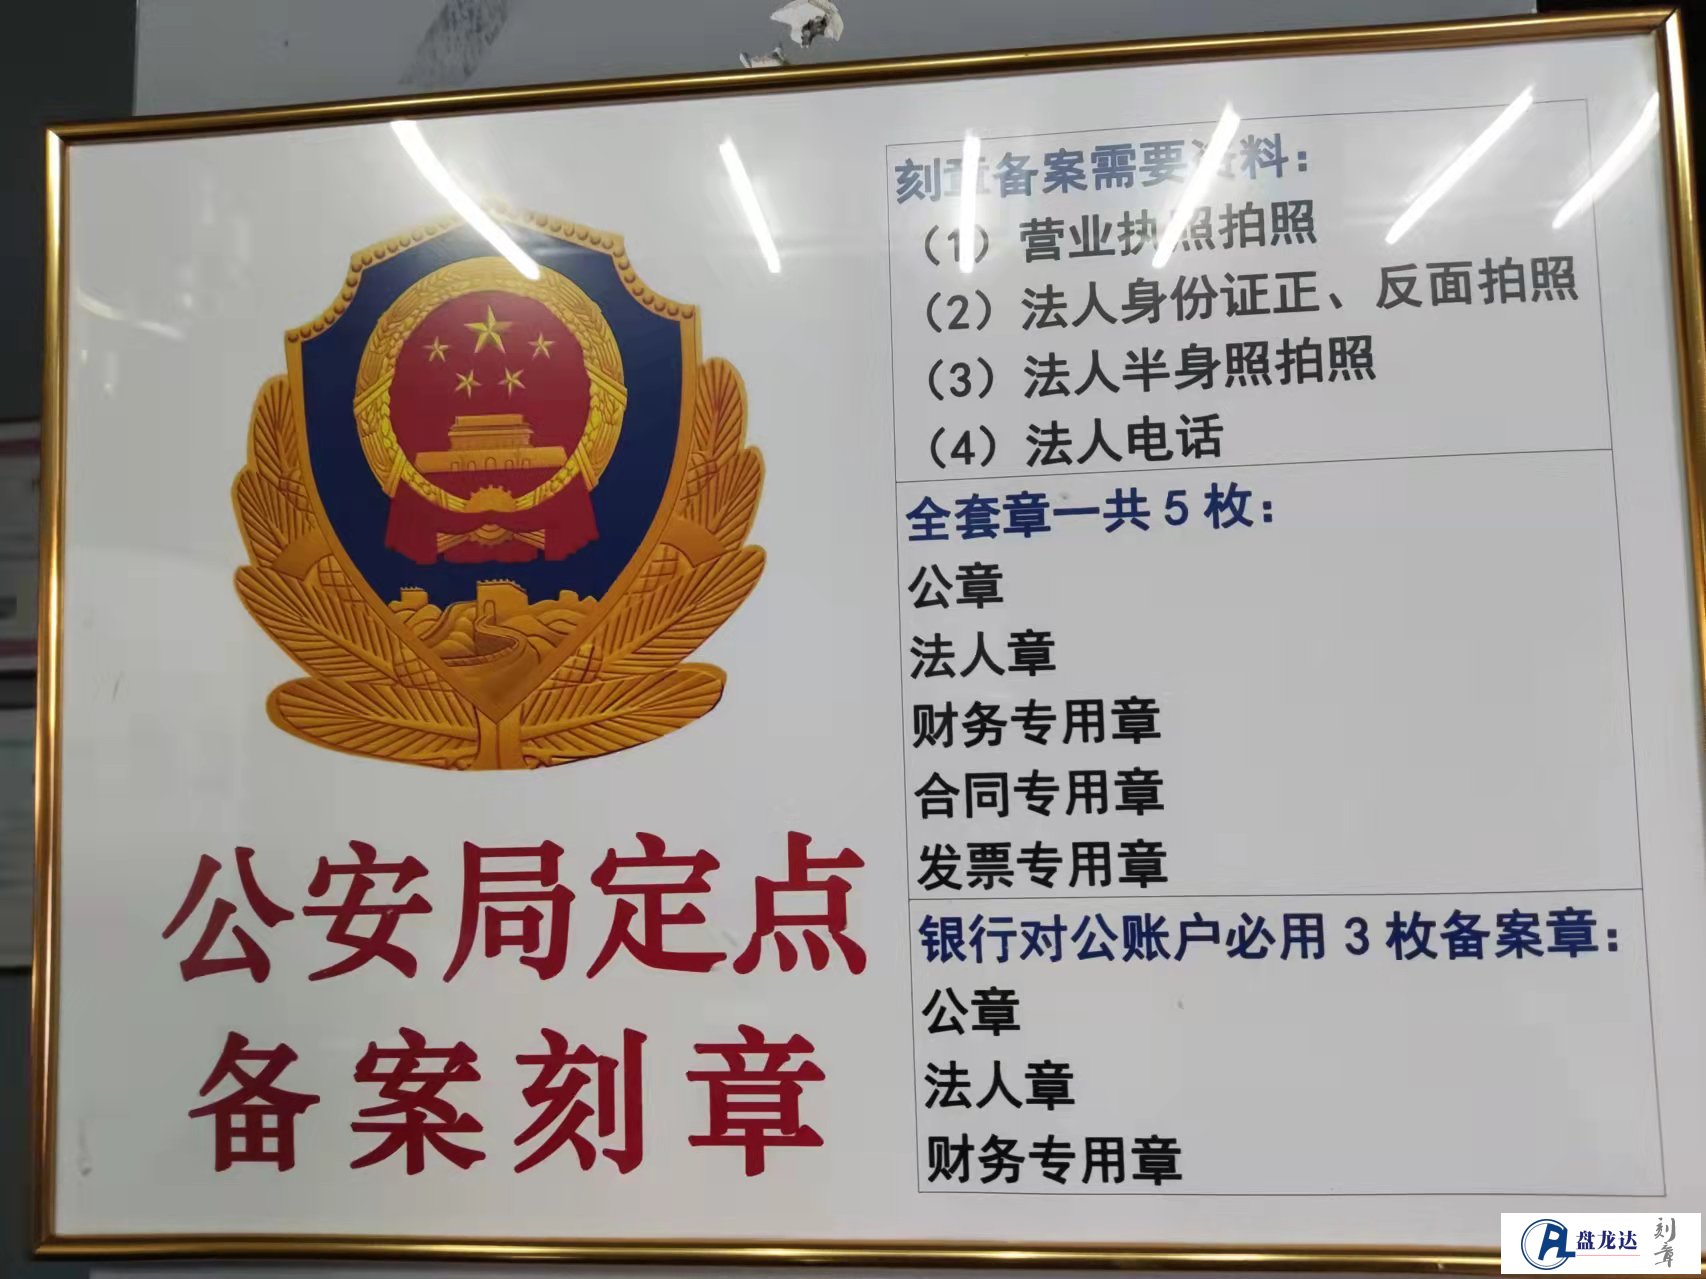 公安局定点
备案刻章
刻章备案需要资料：
（1）营业执照拍照
（2）法人身份证正、反面拍照
（3）法人半身照拍照
（4）法人电话
全套章一共5枚：
公章
法人章
财务专用章
合同专用章
发票专用章
银行对公账户必用3枚备案章：
公章
法人章
财务专用章
盘龙达
刻章